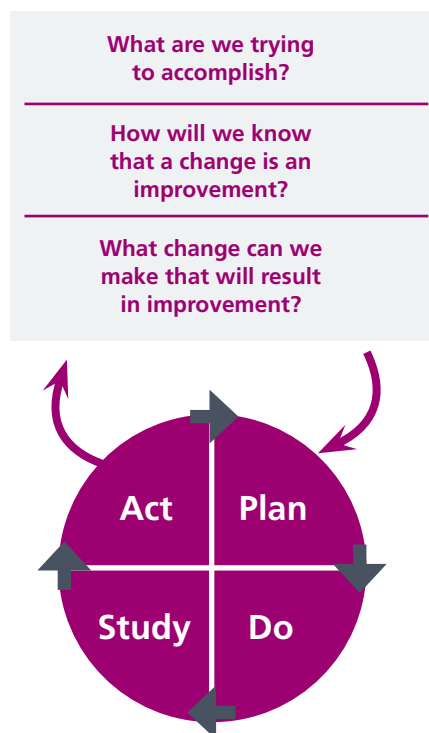 What are we trying
to accomplish?
How will we know
that a change is an
improvement?
What change can we
make that will result
in improvement?
Act
Plan
Study
Do